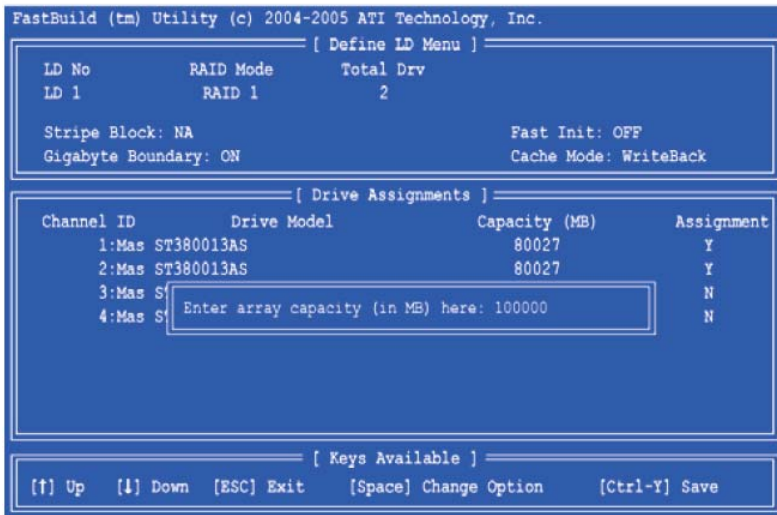 FastBuild (tm) Utility (c) 2004-2005 ATI Technology, Inc.
[ Define LD Menu ]
LD No RAID Mode Total Drv
LD 1 RAID 1 2
Stripe Block: NA Fast Init: OFF
Gigabyte Boundary: ON Cache Mode: WriteBack
[ Drive Assignments ]
Channel ID Drive Model Capacity (MB) Assignment
1:Mas ST380013AS 80027 Y
2:Mas ST380013AS 80027 Y
3:Mas N
Enter array capacity (in MB) here: 100000
4:Mas N
[ Keys Available ]
[↑] Up [↓] Down [ESC] Exit [Space] Change Option [Ctrl-Y] Save